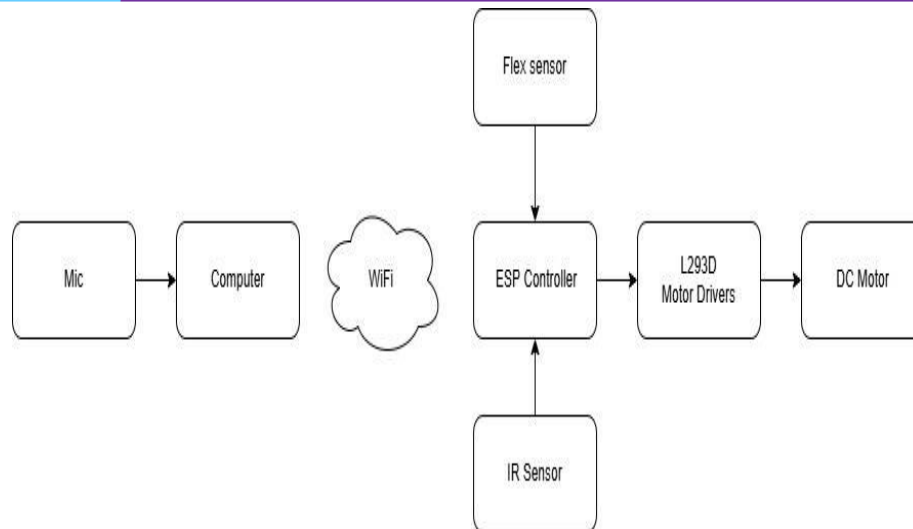 Flex sensor
Mic
Computer
WiFi
ESP Controller
L293D
Motor Drivers
DC Motor
IR Sensor